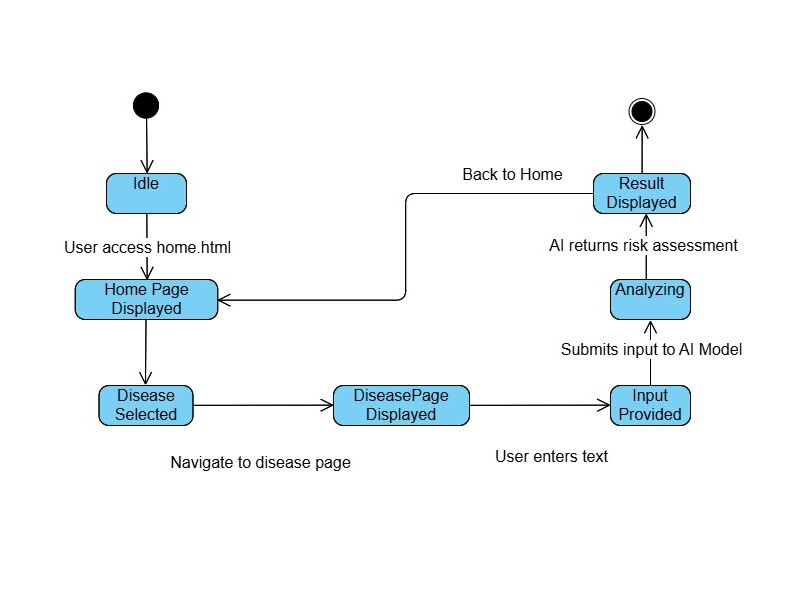 Idle
User access home.html
Home Page
Displayed
Disease
Selected
Navigate to disease page
DiseasePage
Displayed
User enters text
Input
Provided
Submits input to AI Model
Analyzing
AI returns risk assessment
Result
Displayed
Back to Home